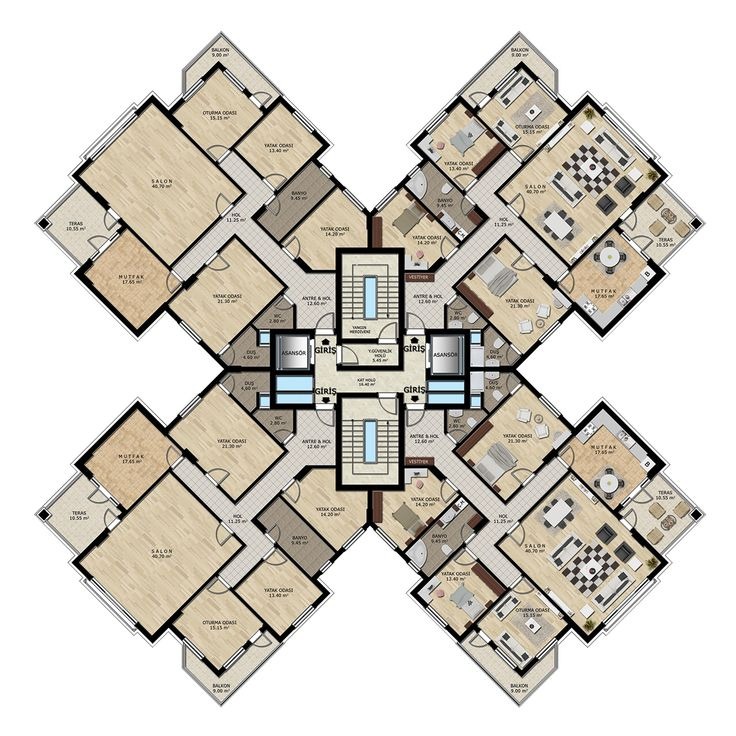 BALKON
9.00 m²
OTURMA ODASI
15.15 m²
YATAK ODASI
13.40 m²
SALON
40.70 m²
BANYO
9.45 m²
HOL
11.25 m²
YATAK ODASI
14.20 m²
TERAS
10.55 m²
MUTFAK
17.65 m²
YATAK ODASI
21.30 m²
ANTRE & HOL
12.60 m²
WC
2.80 m²
DUŞ
4.60 m²
BALKON
9.00 m²
OTURMA ODASI
15.15 m²
YATAK ODASI
13.40 m²
SALON
40.70 m²
BANYO
9.45 m²
HOL
11.25 m²
YATAK ODASI
14.20 m²
TERAS
10.55 m²
MUTFAK
17.65 m²
YATAK ODASI
21.30 m²
VESTİYER
ANTRE & HOL
12.60 m²
WC
2.80 m²
DUŞ
4.60 m²
YANGIN
MERDİVENİ
ASANSÖR
GİRİŞ
Y.GÜVENLİK
HOLÜ
5.45 m²
GİRİŞ
ASANSÖR
KAT HOLÜ
16.40 m²
GİRİŞ
GİRİŞ
DUŞ
4.60 m²
WC
2.80 m²
YATAK ODASI
21.30 m²
ANTRE & HOL
12.60 m²
MUTFAK
17.65 m²
TERAS
10.55 m²
HOL
11.25 m²
YATAK ODASI
14.20 m²
BANYO
9.45 m²
SALON
40.70 m²
YATAK ODASI
13.40 m²
OTURMA ODASI
15.15 m²
BALKON
9.00 m²
DUŞ
4.60 m²
WC
2.80 m²
YATAK ODASI
21.30 m²
ANTRE & HOL
12.60 m²
VESTİYER
MUTFAK
17.65 m²
TERAS
10.55 m²
HOL
11.25 m²
YATAK ODASI
14.20 m²
BANYO
9.45 m²
SALON
40.70 m²
YATAK ODASI
13.40 m²
OTURMA ODASI
15.15 m²
BALKON
9.00 m²